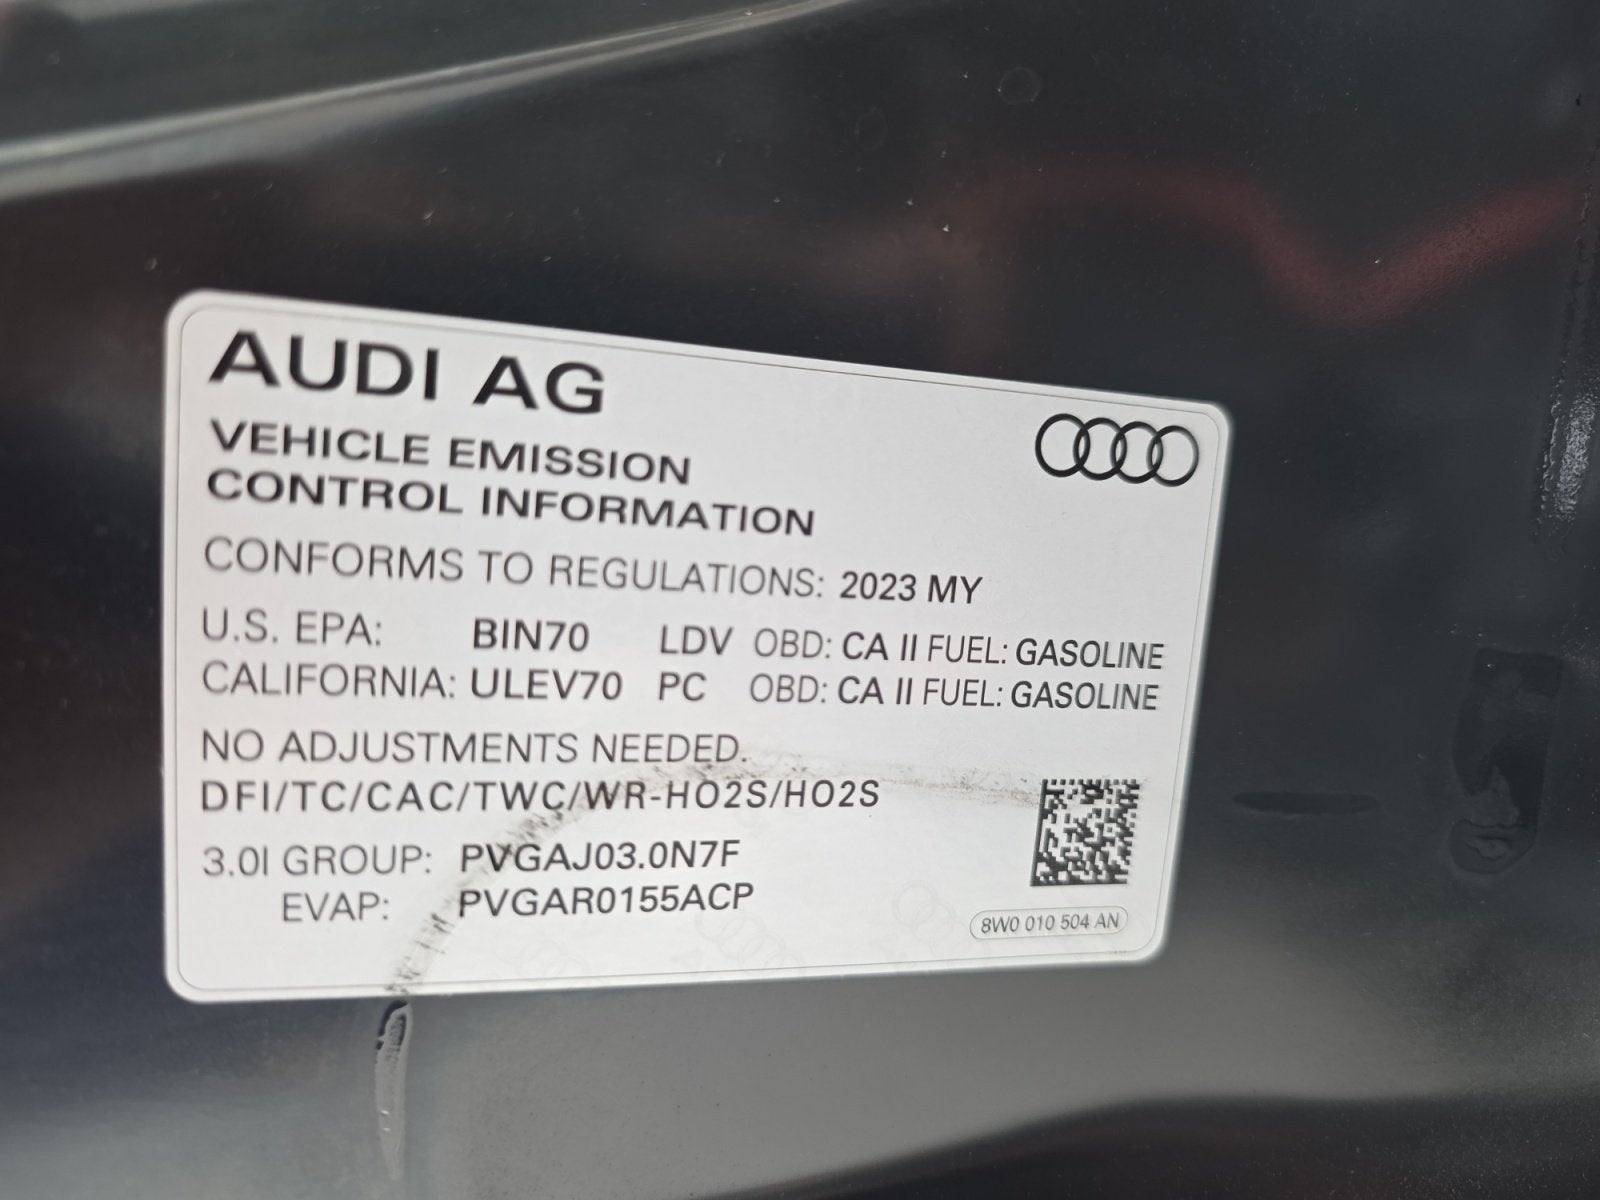 AUDI AG
VEHICLE EMISSION
CONTROL INFORMATION
CONFORMS TO REGULATIONS: 2023 MY
U.S. EPA: BIN70 LDV OBD: CA II FUEL: GASOLINE
CALIFORNIA: ULEV70 PC OBD: CA II FUEL: GASOLINE
NO ADJUSTMENTS NEEDED.
DFI/TC/CAC/TWC/WR-HO2S/HO2S
3.0l GROUP: PVGAJ03.0N7F
EVAP: PVGAR0155ACP
8W0 010 504 AN